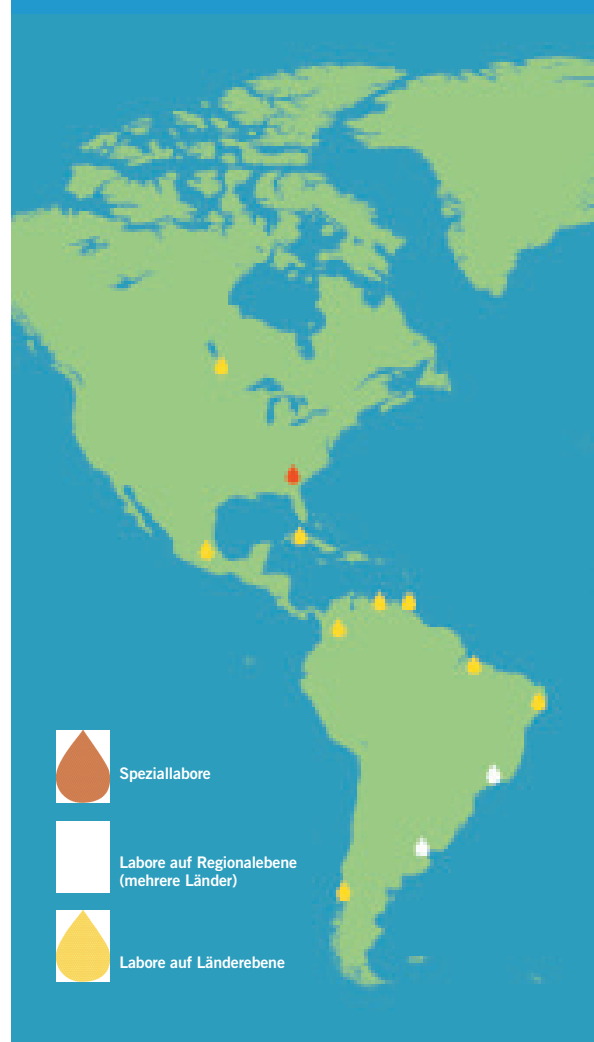 Speziallabore
Labore auf Regionalebene
(mehrere Länder)
Labore auf Länderebene